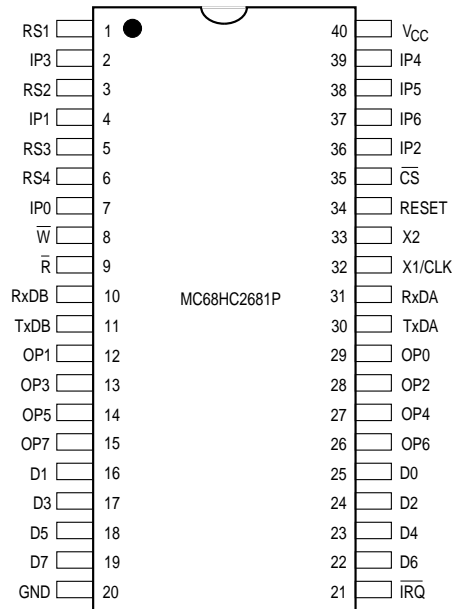 RS1 1 40 V_CC
IP3 2 39 IP4
RS2 3 38 IP5
IP1 4 37 IP6
RS3 5 36 IP2
RS4 6 35 C̅S̅
IP0 7 34 RESET
W̅ 8 33 X2
R̅ 9 32 X1/CLK
RxDB 10 MC68HC2681P 31 RxDA
TxDB 11 30 TxDA
OP1 12 29 OP0
OP3 13 28 OP2
OP5 14 27 OP4
OP7 15 26 OP6
D1 16 25 D0
D3 17 24 D2
D5 18 23 D4
D7 19 22 D6
GND 20 21 I̅R̅Q̅